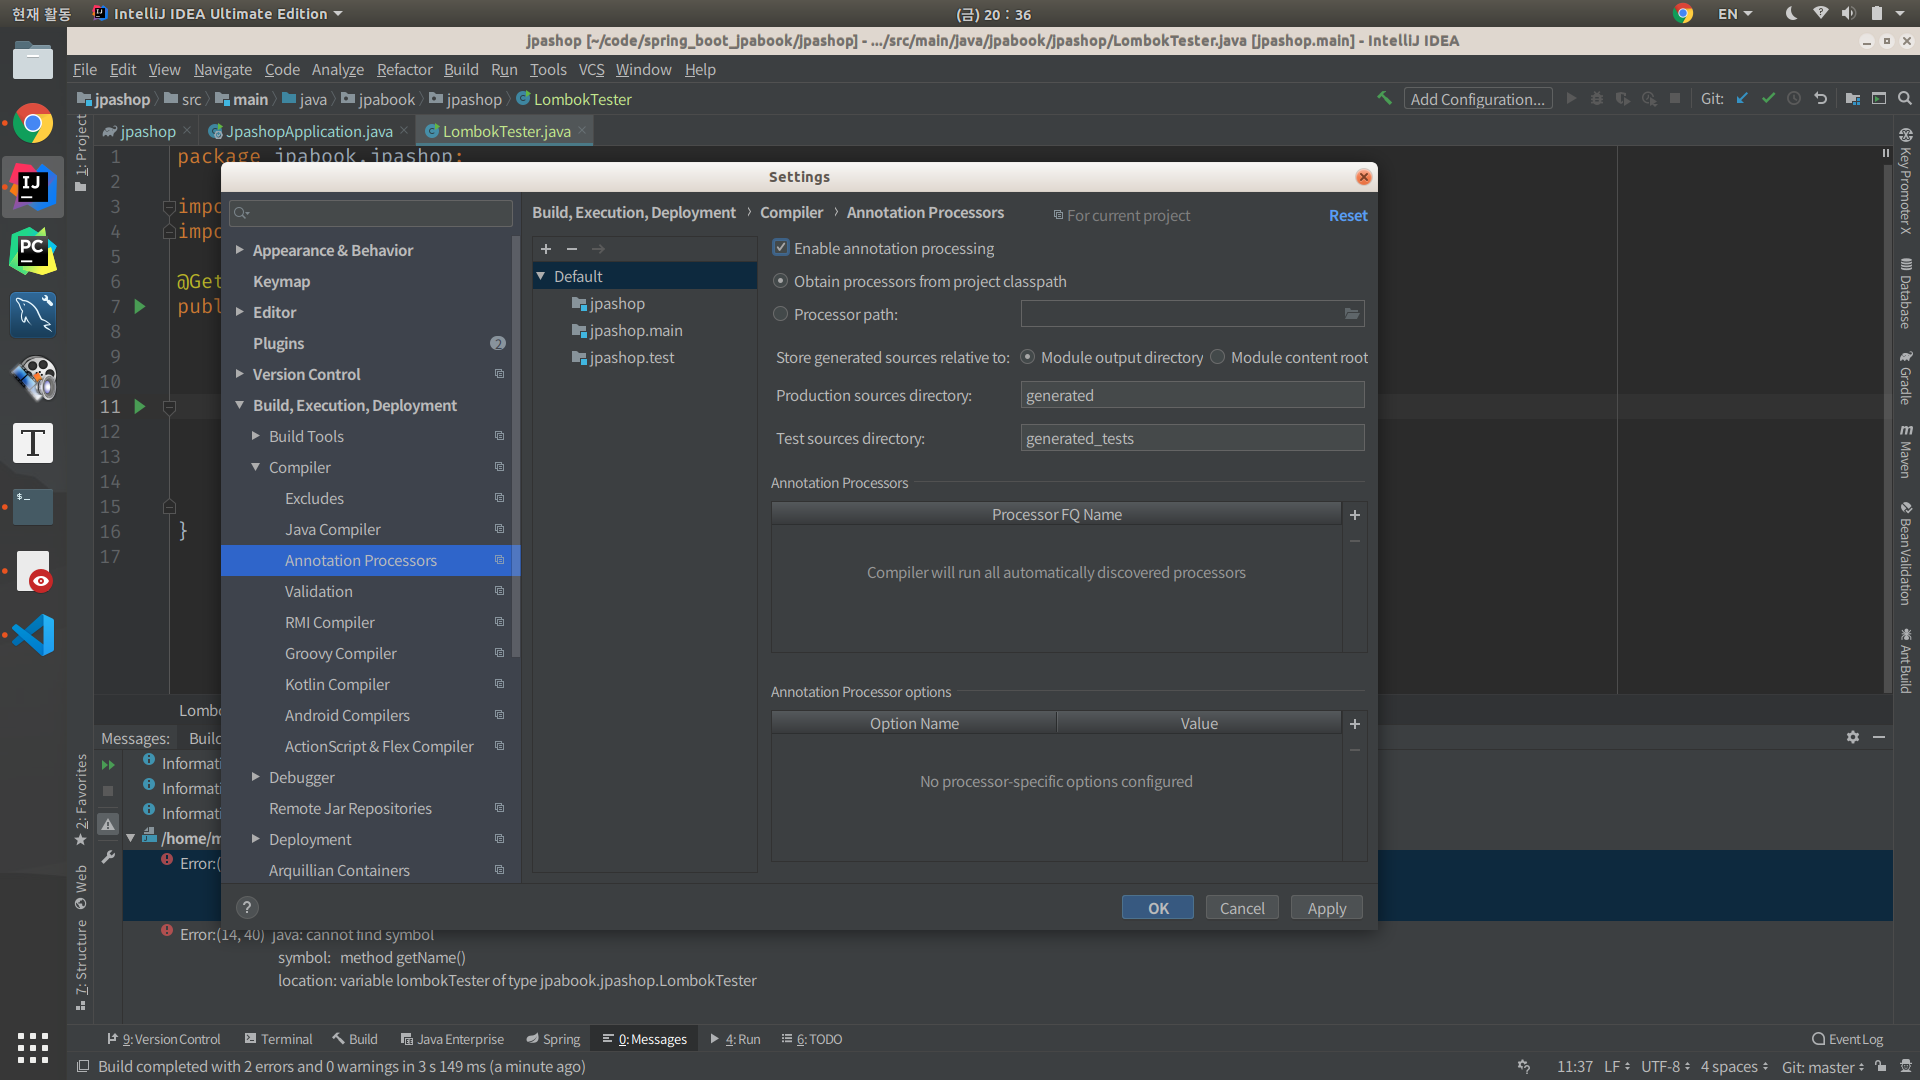 현재 활동
IntelliJ IDEA Ultimate Edition
(금) 20 : 36
EN
jpashop [~/code/spring_boot_jpabook/jpashop] - .../src/main/java/jpabook/jpashop/LombokTester.java [jpashop.main] - IntelliJ IDEA
File Edit View Navigate Code Analyze Refactor Build Run Tools VCS Window Help
jpashop src main java jpabook jpashop LombokTester
Add Configuration...
Git:
jpashop JpashopApplication.java LombokTester.java
1: Project
1 package jpabook.jpashop;
2
3 impo
4 impo
5
6 @Get
7 publ
8
9
10
11
12
13
14
15
16 }
17
Lombo
Settings
Build, Execution, Deployment › Compiler › Annotation Processors
For current project
Reset
Appearance & Behavior
Keymap
Editor
Plugins 2
Version Control
Build, Execution, Deployment
Build Tools
Compiler
Excludes
Java Compiler
Annotation Processors
Validation
RMI Compiler
Groovy Compiler
Kotlin Compiler
Android Compilers
ActionScript & Flex Compiler
Debugger
Remote Jar Repositories
Deployment
Arquillian Containers
Default
jpashop
jpashop.main
jpashop.test
Enable annotation processing
Obtain processors from project classpath
Processor path:
Store generated sources relative to: Module output directory Module content root
Production sources directory: generated
Test sources directory: generated_tests
Annotation Processors
Processor FQ Name
Compiler will run all automatically discovered processors
Annotation Processor options
Option Name Value
No processor-specific options configured
?
OK Cancel Apply
Key Promoter X
Database
Gradle
m Maven
BeanValidation
Ant Build
2: Favorites
Web
7: Structure
Messages: Build
Informati
Informati
Informati
/home/m
Error:(
Error:(14, 40) java: cannot find symbol
symbol: method getName()
location: variable lombokTester of type jpabook.jpashop.LombokTester
9: Version Control Terminal Build Java Enterprise Spring 0: Messages 4: Run 6: TODO
Event Log
Build completed with 2 errors and 0 warnings in 3 s 149 ms (a minute ago)
11:37 LF UTF-8 4 spaces Git: master
IJ
PC
T
$_